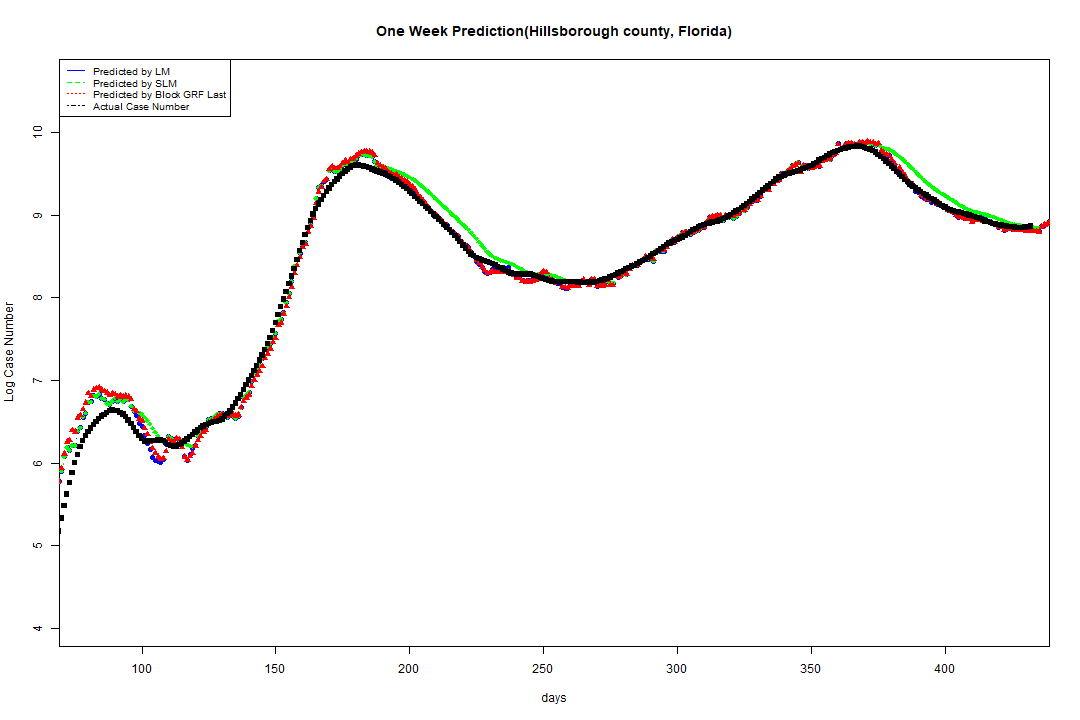 One Week Prediction(Hillsborough county, Florida)
Predicted by LM
Predicted by SLM
Predicted by Block GRF Last
Actual Case Number
10
9
8
7
6
5
4
Log Case Number
100 150 200 250 300 350 400
days